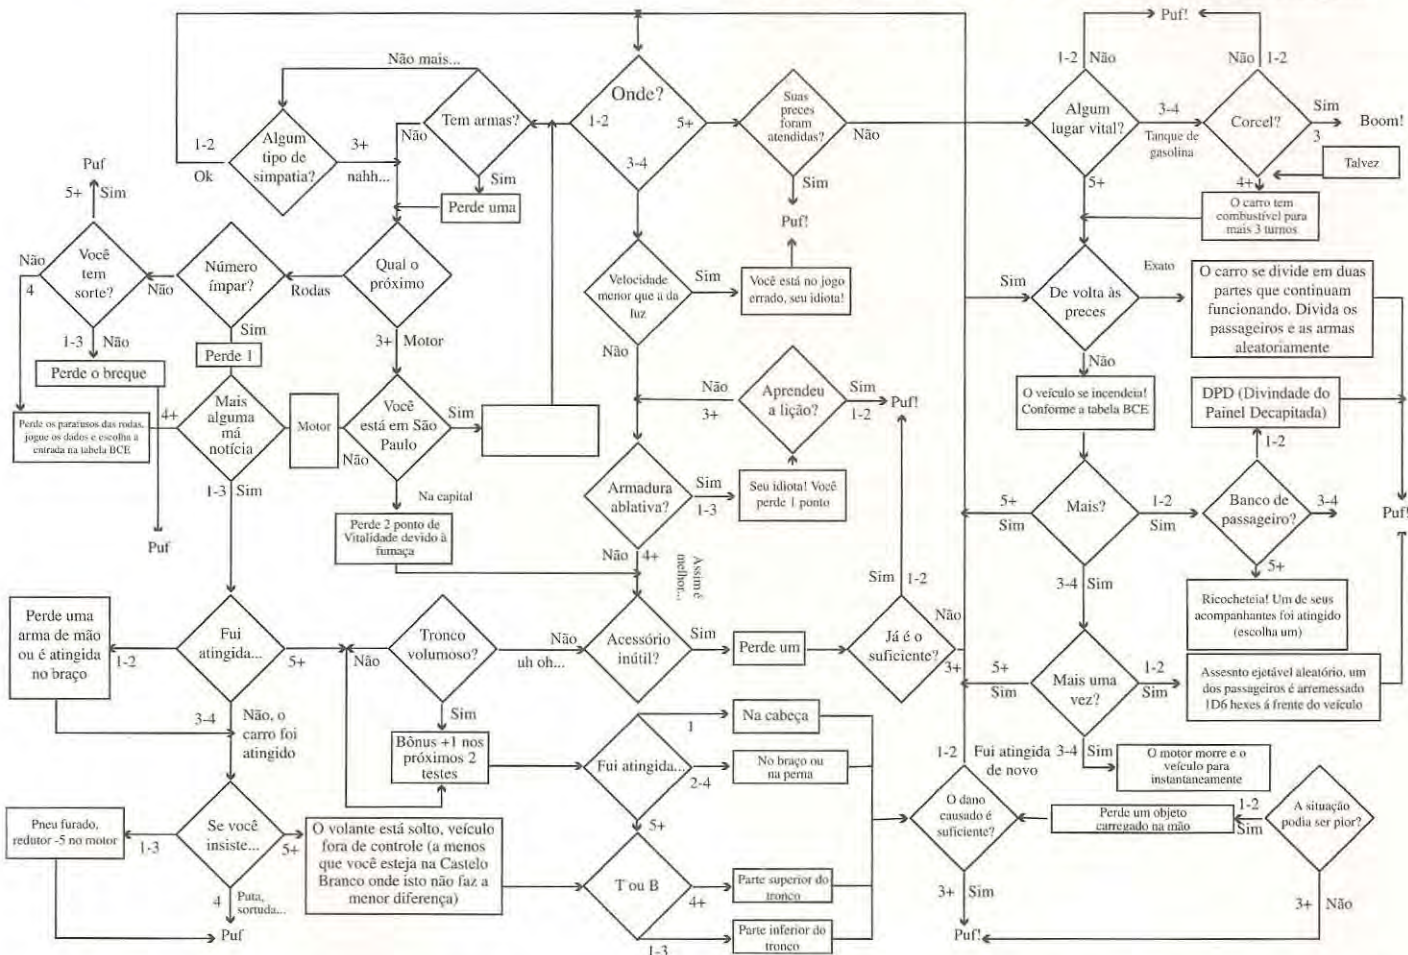 Puf!
Não mais...
1-2
Não
Não
1-2
Onde?
1-2
5+
3-4
Suas
preces
foram
atendidas?
Não
Sim
Puf!
Tem armas?
Não
Sim
Perde uma
Algum
tipo de
simpatia?
1-2
Ok
3+
nahh...
Algum
lugar vital?
3-4
Tanque de
gasolina
5+
Corcel?
Sim
3
Boom!
Talvez
4+
O carro tem
combustível para
mais 3 turnos
Puf
5+
Sim
Você
tem
sorte?
Não
4
1-3
Não
Perde o breque
Número
ímpar?
Não
Sim
Perde 1
Qual o
próximo
Rodas
3+
Motor
Velocidade
menor que a da
luz
Sim
Não
Você está no jogo
errado, seu idiota!
De volta às
preces
Sim
Exato
Não
O carro se divide em duas
partes que continuam
funcionando. Divida os
passageiros e as armas
aleatoriamente
O veículo se incendeia!
Conforme a tabela BCE
DPD (Divindade do
Painel Decapitada)
1-2
Perde os parafusos das rodas,
jogue os dados e escolha a
entrada na tabela BCE
4+
Mais
alguma
má
notícia
1-3
Sim
Puf
Motor
Não
Você
está em São
Paulo
Sim
Na capital
Perde 2 ponto de
Vitalidade devido à
fumaça
Aprendeu
a lição?
Não
3+
Sim
1-2
Puf!
Armadura
ablativa?
Sim
1-3
Seu idiota! Você
perde 1 ponto
Não
4+
Assim é
melhor...
Mais?
5+
Sim
1-2
Sim
3-4
Sim
Banco de
passageiro?
3-4
Puf!
5+
Ricocheteia! Um de seus
acompanhantes foi atingido
(escolha um)
Perde uma
arma de mão
ou é atingida
no braço
1-2
Fui
atingida...
5+
3-4
Não, o
carro foi
atingido
Tronco
volumoso?
Não
Sim
Não
uh oh...
Acessório
inútil?
Sim
Perde um
Já é o
suficiente?
Sim
1-2
Não
3+
Mais uma
vez?
5+
Sim
1-2
Sim
Assesnto ejetável aleatório, um
dos passageiros é arremessado
1D6 hexes á frente do veículo
3-4
Sim
O motor morre e o
veículo para
instantaneamente
Bônus +1 nos
próximos 2
testes
Fui atingida...
1
Na cabeça
2-4
No braço ou
na perna
5+
1-2
Fui atingida
de novo
O dano
causado é
suficiente?
Perde um objeto
carregado na mão
1-2
Sim
A situação
podia ser pior?
3+
Não
3+
Sim
Puf!
Pneu furado,
redutor -5 no motor
1-3
Se você
insiste...
5+
4
Puta,
sortuda...
Puf
O volante está solto, veículo
fora de controle (a menos
que você esteja na Castelo
Branco onde isto não faz a
menor diferença)
T ou B
4+
Parte superior do
tronco
1-3
Parte inferior do
tronco